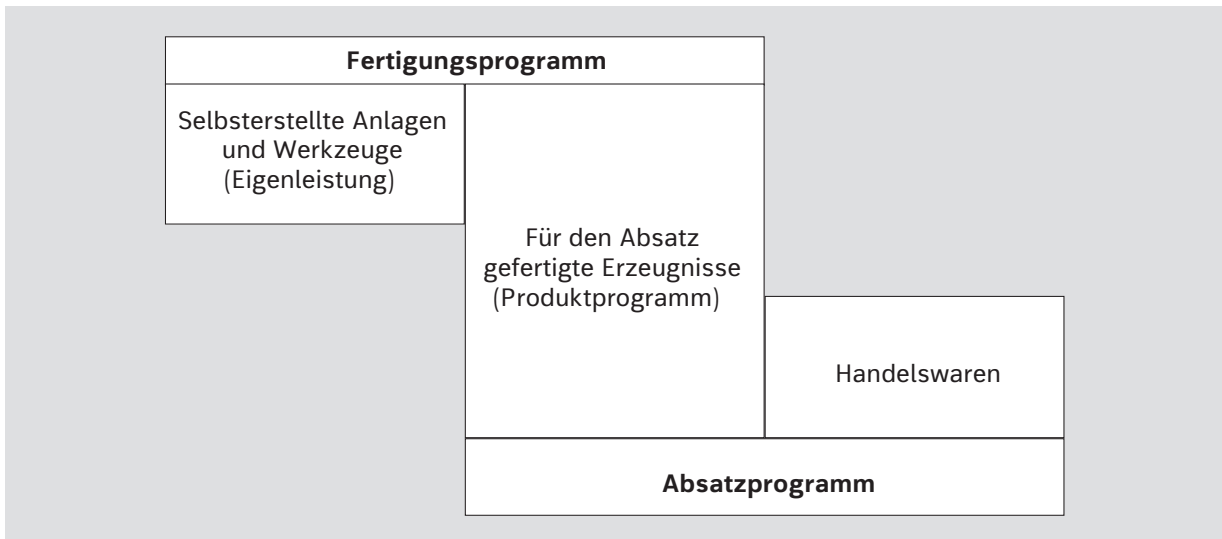 Fertigungsprogramm
Selbsterstellte Anlagen
und Werkzeuge
(Eigenleistung)
Für den Absatz
gefertigte Erzeugnisse
(Produktprogramm)
Handelswaren
Absatzprogramm